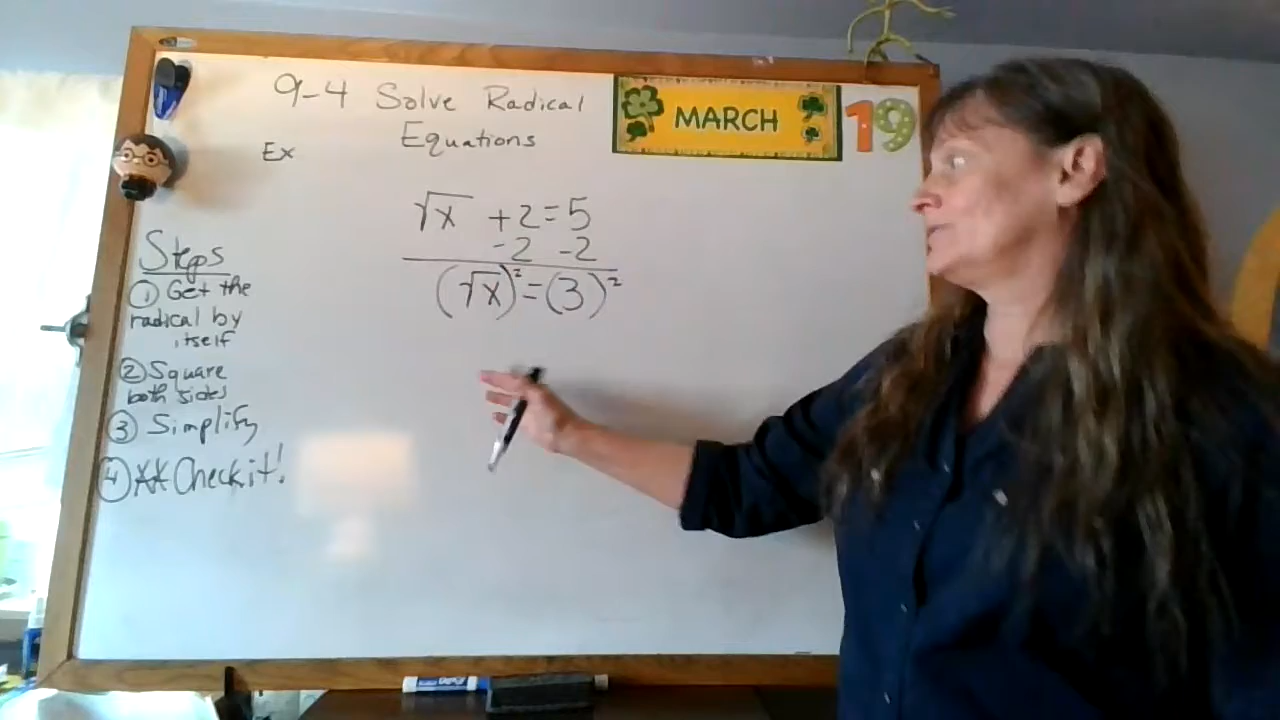 9-4 Solve Radical
Equations
MARCH 19
Ex
√x + 2 = 5
-2 -2
(√x)² = (3)²
Steps
① Get the
radical by
itself
② Square
both sides
③ Simplify
④ ** Check it!